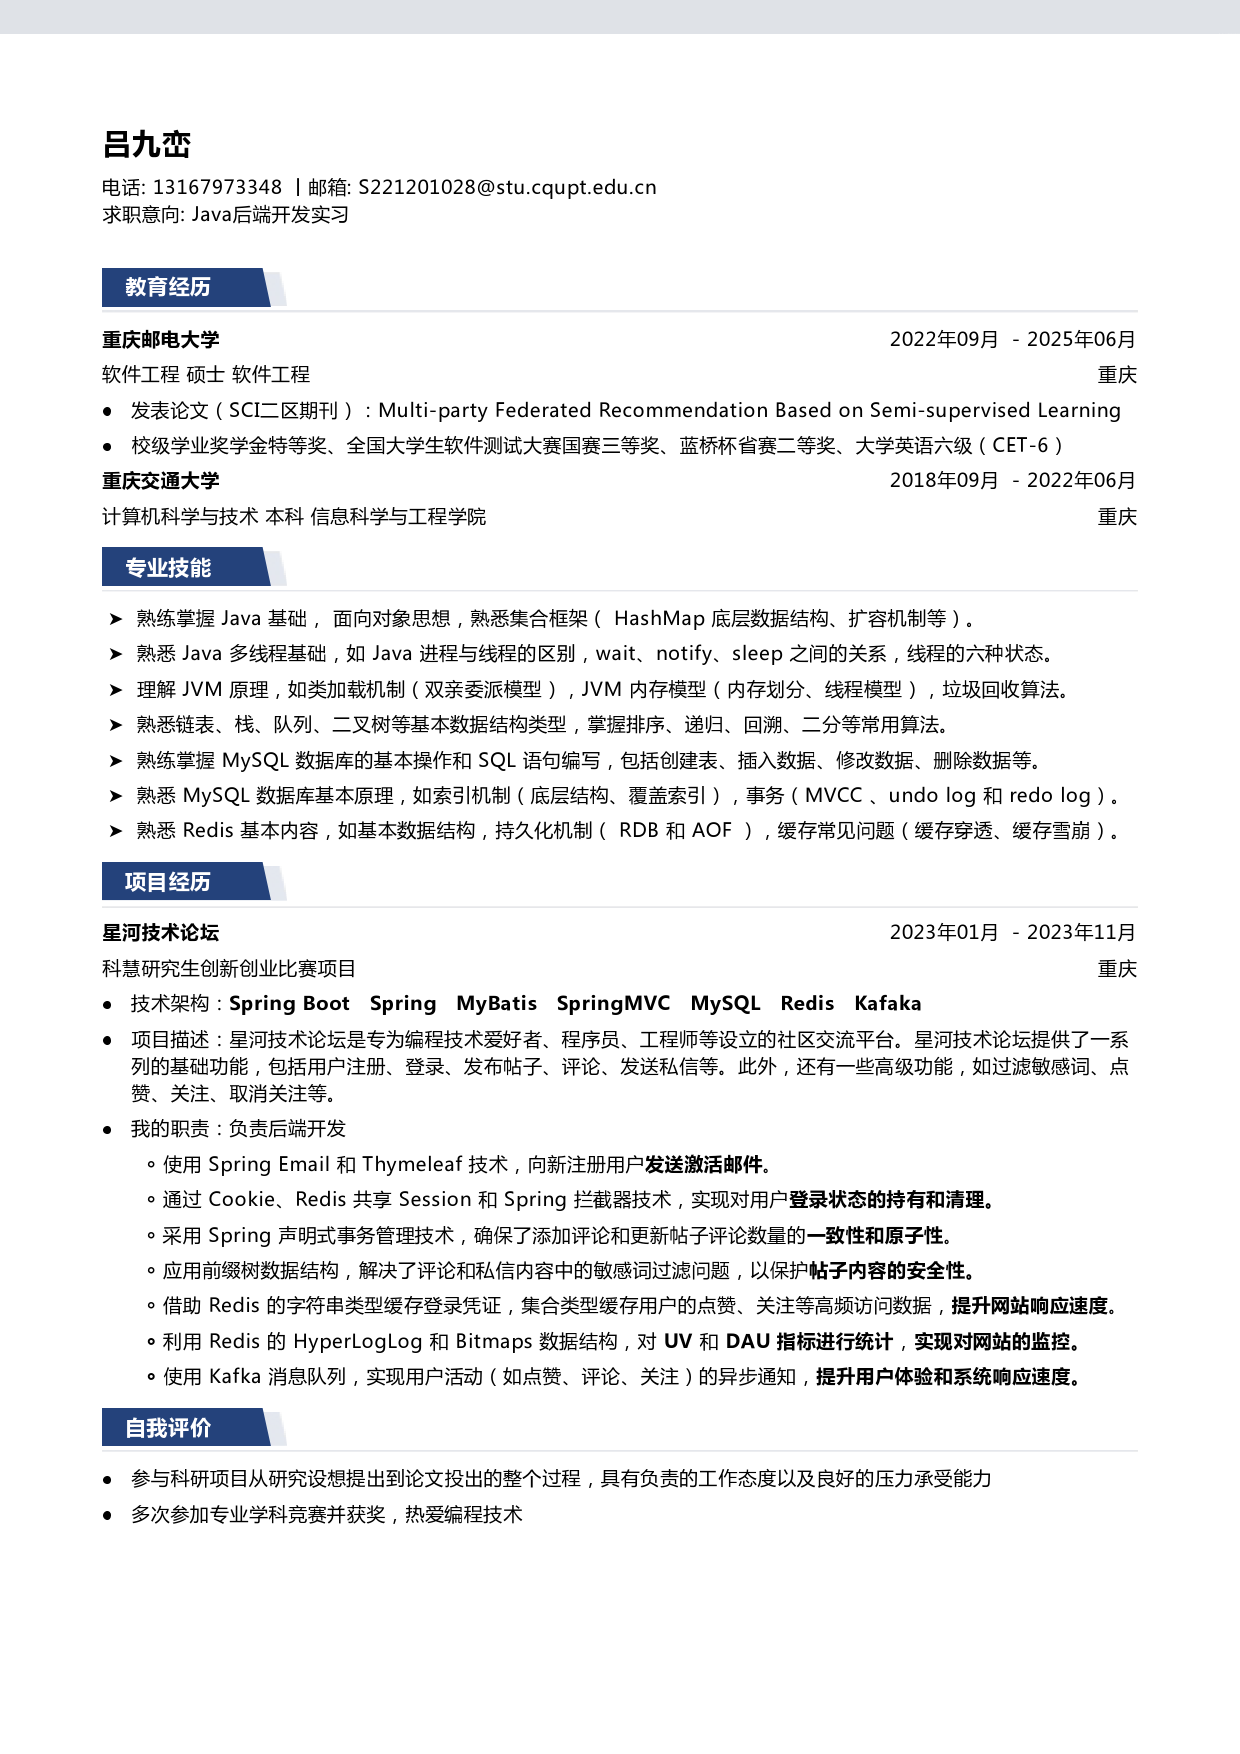 吕九峦
电话: 13167973348 | 邮箱: S221201028@stu.cqupt.edu.cn
求职意向: Java后端开发实习
教育经历
重庆邮电大学 2022年09月 - 2025年06月
软件工程 硕士 软件工程 重庆
● 发表论文（SCI二区期刊）：Multi-party Federated Recommendation Based on Semi-supervised Learning
● 校级学业奖学金特等奖、全国大学生软件测试大赛国赛三等奖、蓝桥杯省赛二等奖、大学英语六级（CET-6）
重庆交通大学 2018年09月 - 2022年06月
计算机科学与技术 本科 信息科学与工程学院 重庆
专业技能
➤ 熟练掌握 Java 基础， 面向对象思想，熟悉集合框架（ HashMap 底层数据结构、扩容机制等）。
➤ 熟悉 Java 多线程基础，如 Java 进程与线程的区别，wait、notify、sleep 之间的关系，线程的六种状态。
➤ 理解 JVM 原理，如类加载机制（双亲委派模型），JVM 内存模型（内存划分、线程模型），垃圾回收算法。
➤ 熟悉链表、栈、队列、二叉树等基本数据结构类型，掌握排序、递归、回溯、二分等常用算法。
➤ 熟练掌握 MySQL 数据库的基本操作和 SQL 语句编写，包括创建表、插入数据、修改数据、删除数据等。
➤ 熟悉 MySQL 数据库基本原理，如索引机制（底层结构、覆盖索引），事务（MVCC 、undo log 和 redo log）。
➤ 熟悉 Redis 基本内容，如基本数据结构，持久化机制（ RDB 和 AOF ），缓存常见问题（缓存穿透、缓存雪崩）。
项目经历
星河技术论坛 2023年01月 - 2023年11月
科慧研究生创新创业比赛项目 重庆
● 技术架构：Spring Boot Spring MyBatis SpringMVC MySQL Redis Kafaka
● 项目描述：星河技术论坛是专为编程技术爱好者、程序员、工程师等设立的社区交流平台。星河技术论坛提供了一系
列的基础功能，包括用户注册、登录、发布帖子、评论、发送私信等。此外，还有一些高级功能，如过滤敏感词、点
赞、关注、取消关注等。
● 我的职责：负责后端开发
∘ 使用 Spring Email 和 Thymeleaf 技术，向新注册用户发送激活邮件。
∘ 通过 Cookie、Redis 共享 Session 和 Spring 拦截器技术，实现对用户登录状态的持有和清理。
∘ 采用 Spring 声明式事务管理技术，确保了添加评论和更新帖子评论数量的一致性和原子性。
∘ 应用前缀树数据结构，解决了评论和私信内容中的敏感词过滤问题，以保护帖子内容的安全性。
∘ 借助 Redis 的字符串类型缓存登录凭证，集合类型缓存用户的点赞、关注等高频访问数据，提升网站响应速度。
∘ 利用 Redis 的 HyperLogLog 和 Bitmaps 数据结构，对 UV 和 DAU 指标进行统计，实现对网站的监控。
∘ 使用 Kafka 消息队列，实现用户活动（如点赞、评论、关注)的异步通知，提升用户体验和系统响应速度。
自我评价
● 参与科研项目从研究设想提出到论文投出的整个过程，具有负责的工作态度以及良好的压力承受能力
● 多次参加专业学科竞赛并获奖，热爱编程技术